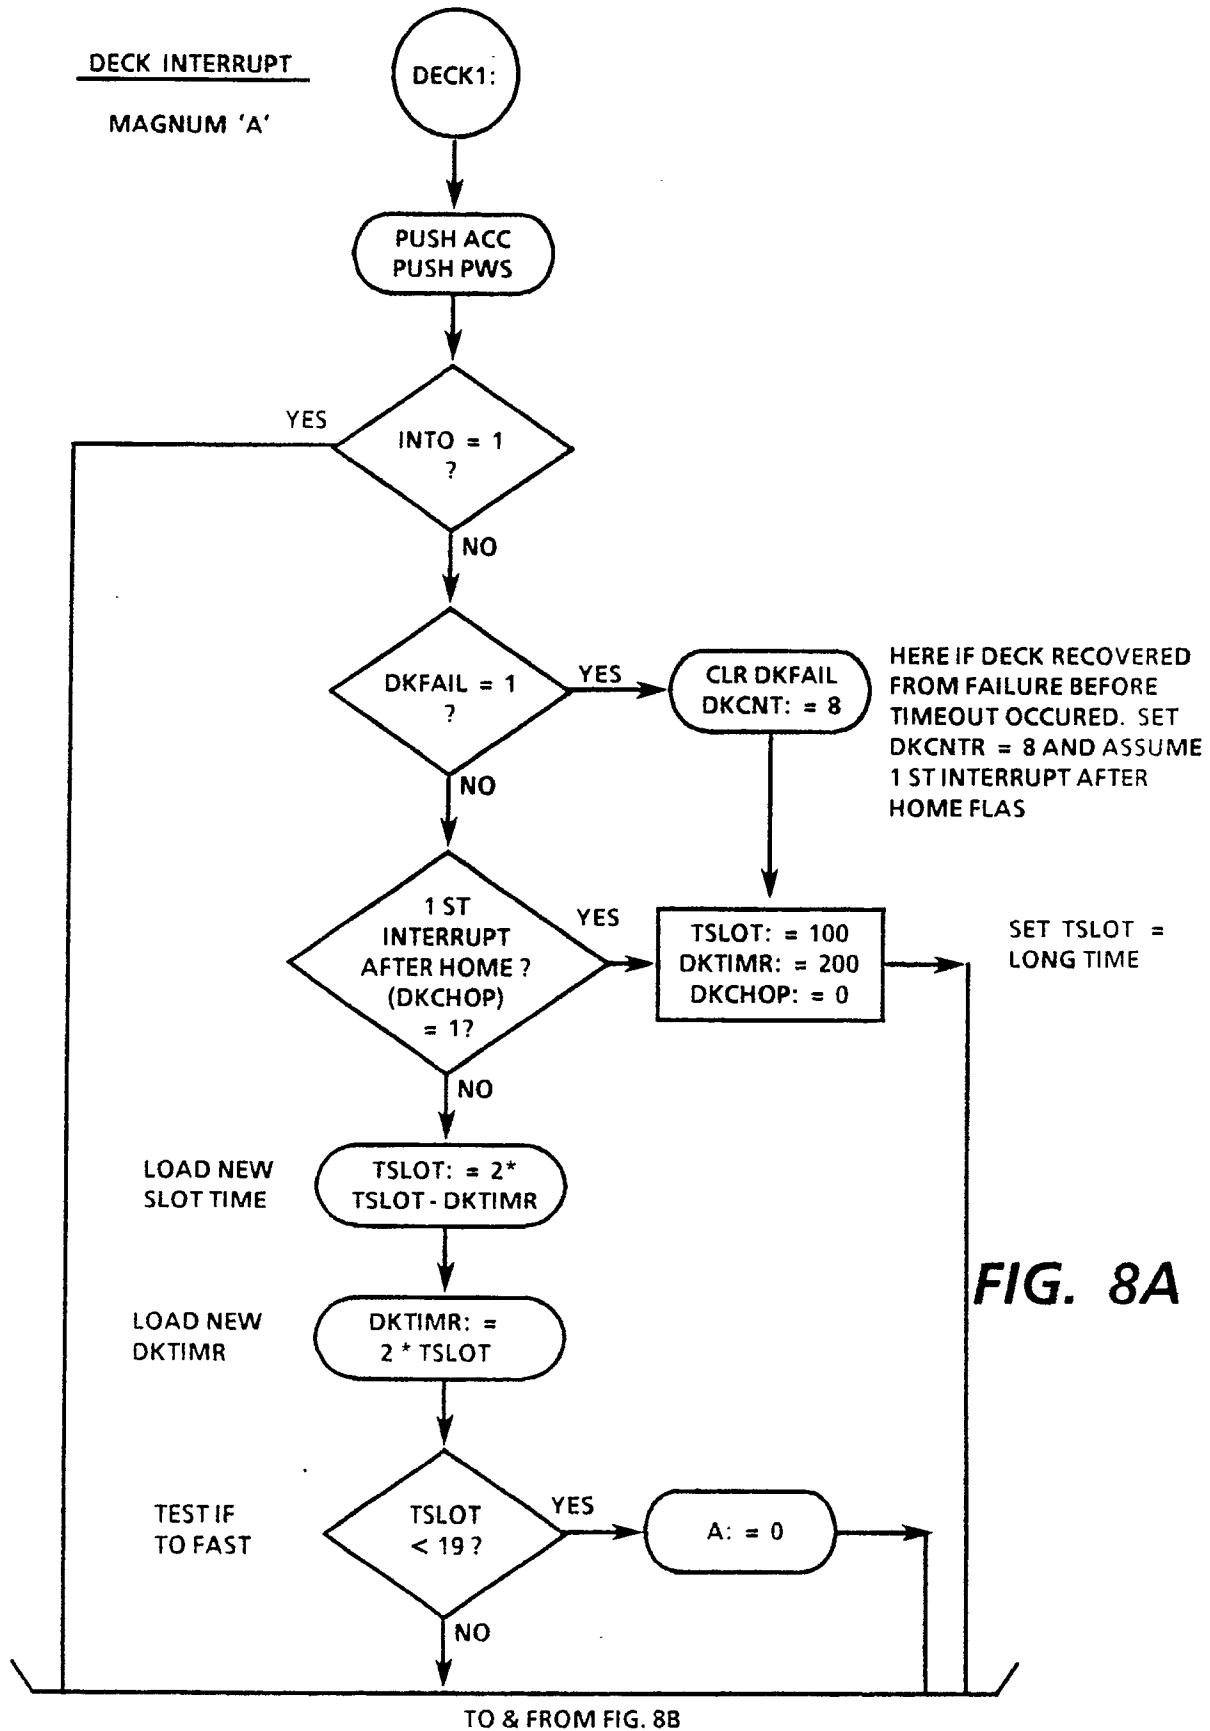 DECK INTERRUPT
MAGNUM 'A'
DECK1:
PUSH ACC
PUSH PWS
YES
INTO = 1
?
NO
DKFAIL = 1
?
YES
CLR DKFAIL
DKCNT: = 8
HERE IF DECK RECOVERED
FROM FAILURE BEFORE
TIMEOUT OCCURED. SET
DKCNTR = 8 AND ASSUME
1 ST INTERRUPT AFTER
HOME FLAS
NO
1 ST
INTERRUPT
AFTER HOME ?
(DKCHOP)
= 1?
YES
TSLOT: = 100
DKTIMR: = 200
DKCHOP: = 0
SET TSLOT =
LONG TIME
NO
LOAD NEW
SLOT TIME
TSLOT: = 2*
TSLOT - DKTIMR
LOAD NEW
DKTIMR
DKTIMR: =
2 * TSLOT
FIG. 8A
TEST IF
TO FAST
TSLOT
< 19 ?
YES
A: = 0
NO
TO & FROM FIG. 8B